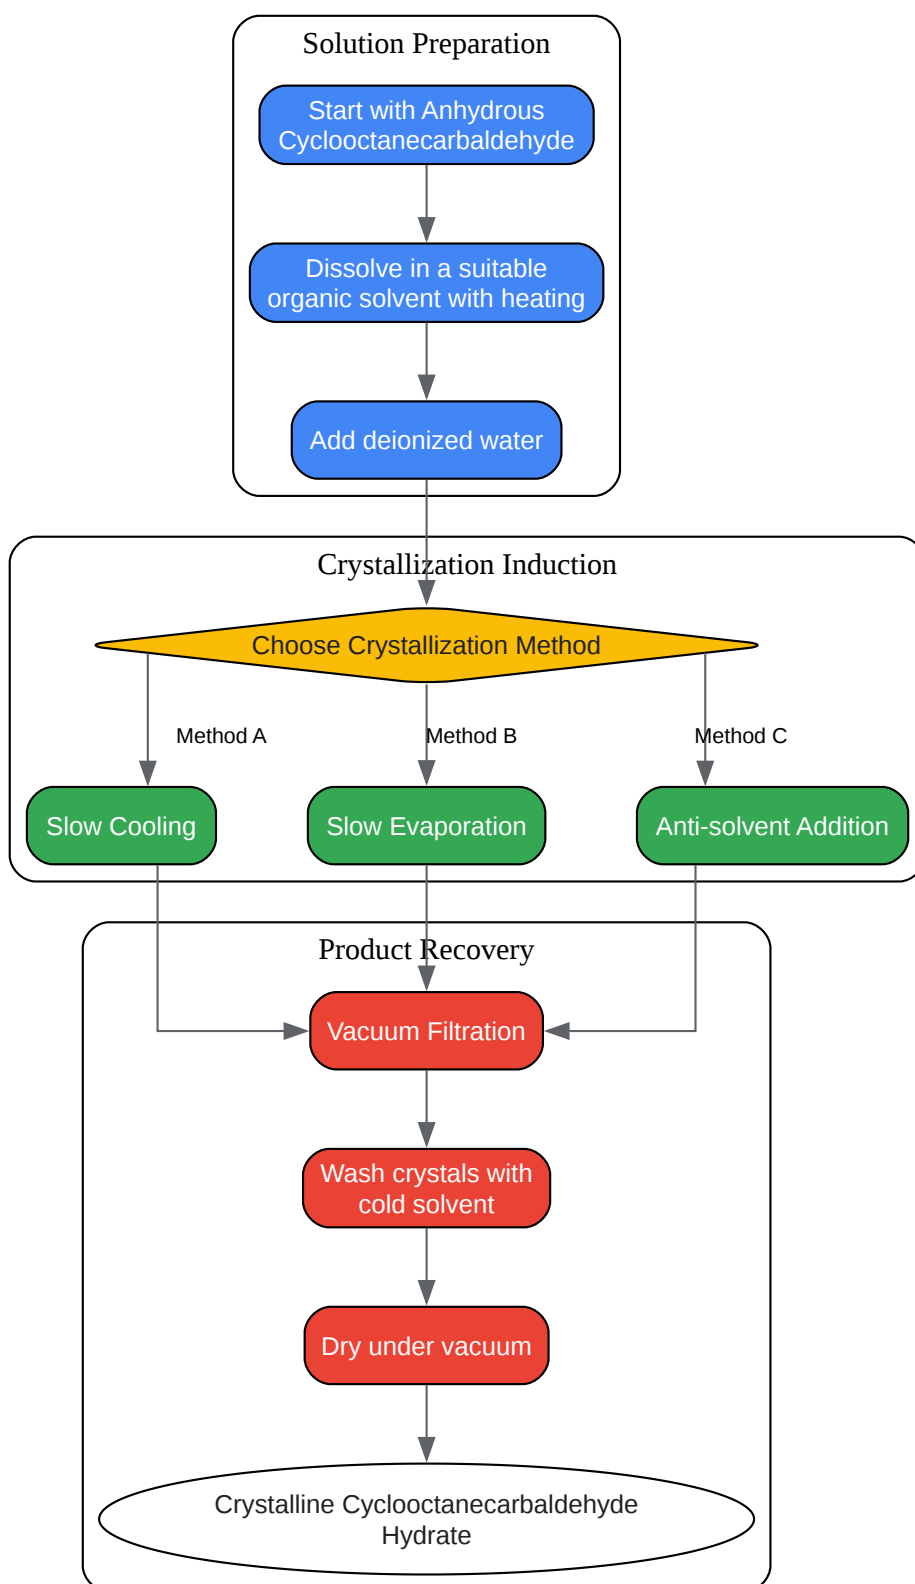 Solution Preparation
Start with Anhydrous
Cyclooctanecarbaldehyde
Dissolve in a suitable
organic solvent with heating
Add deionized water
Crystallization Induction
Choose Crystallization Method
Method A
Method B
Method C
Slow Cooling
Slow Evaporation
Anti-solvent Addition
Product Recovery
Vacuum Filtration
Wash crystals with
cold solvent
Dry under vacuum
Crystalline Cyclooctanecarbaldehyde
Hydrate